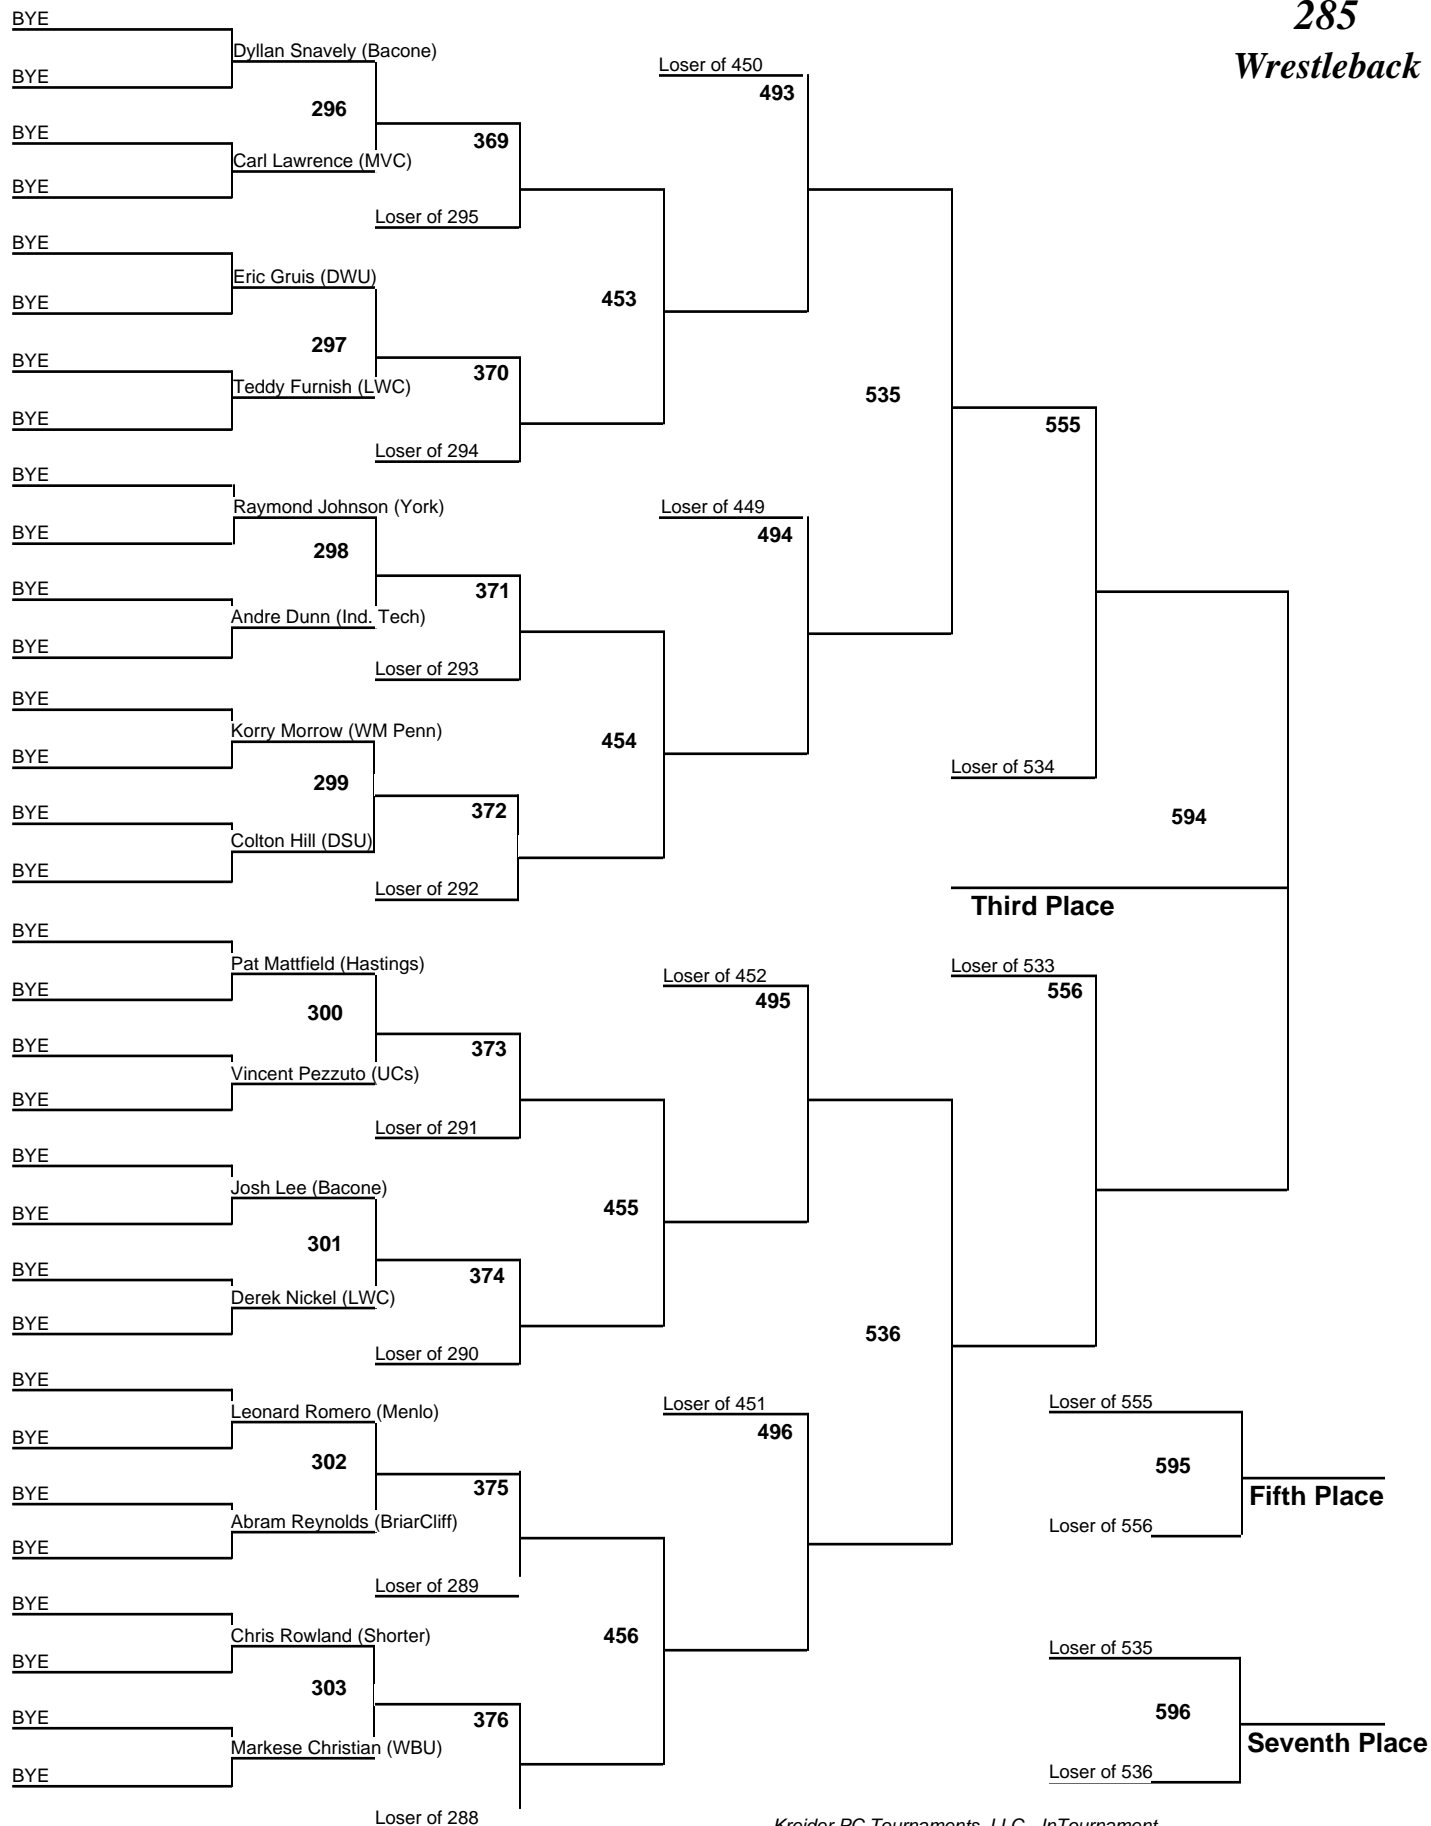 285
Wrestleback
BYE
Dyllan Snavely (Bacone)
BYE
296
BYE
Carl Lawrence (MVC)
BYE
369
Loser of 295
BYE
Eric Gruis (DWU)
BYE
297
BYE
Teddy Furnish (LWC)
BYE
370
Loser of 294
453
Loser of 450
493
BYE
Raymond Johnson (York)
BYE
298
BYE
Andre Dunn (Ind. Tech)
BYE
371
Loser of 293
BYE
Korry Morrow (WM Penn)
BYE
299
BYE
Colton Hill (DSU)
BYE
372
Loser of 292
454
Loser of 449
494
535
555
Loser of 534
594
Third Place
BYE
Pat Mattfield (Hastings)
BYE
300
BYE
Vincent Pezzuto (UCs)
BYE
373
Loser of 291
BYE
Josh Lee (Bacone)
BYE
301
BYE
Derek Nickel (LWC)
BYE
374
Loser of 290
455
Loser of 452
495
Loser of 533
556
536
BYE
Leonard Romero (Menlo)
BYE
302
BYE
Abram Reynolds (BriarCliff)
BYE
375
Loser of 289
BYE
Chris Rowland (Shorter)
BYE
303
BYE
Markese Christian (WBU)
BYE
376
Loser of 288
456
Loser of 451
496
Loser of 555
595
Fifth Place
Loser of 556
Loser of 535
596
Seventh Place
Loser of 536
Kreider PC Tournaments, LLC - InTournament